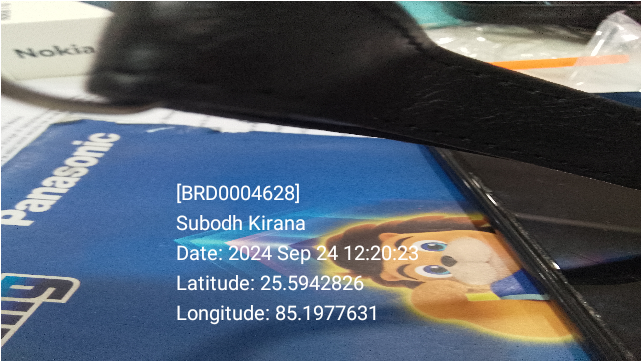 Nokia
Panasonic
[BRD0004628]
Subodh Kirana
Date: 2024 Sep 24 12:20:23
Latitude: 25.5942826
Longitude: 85.1977631